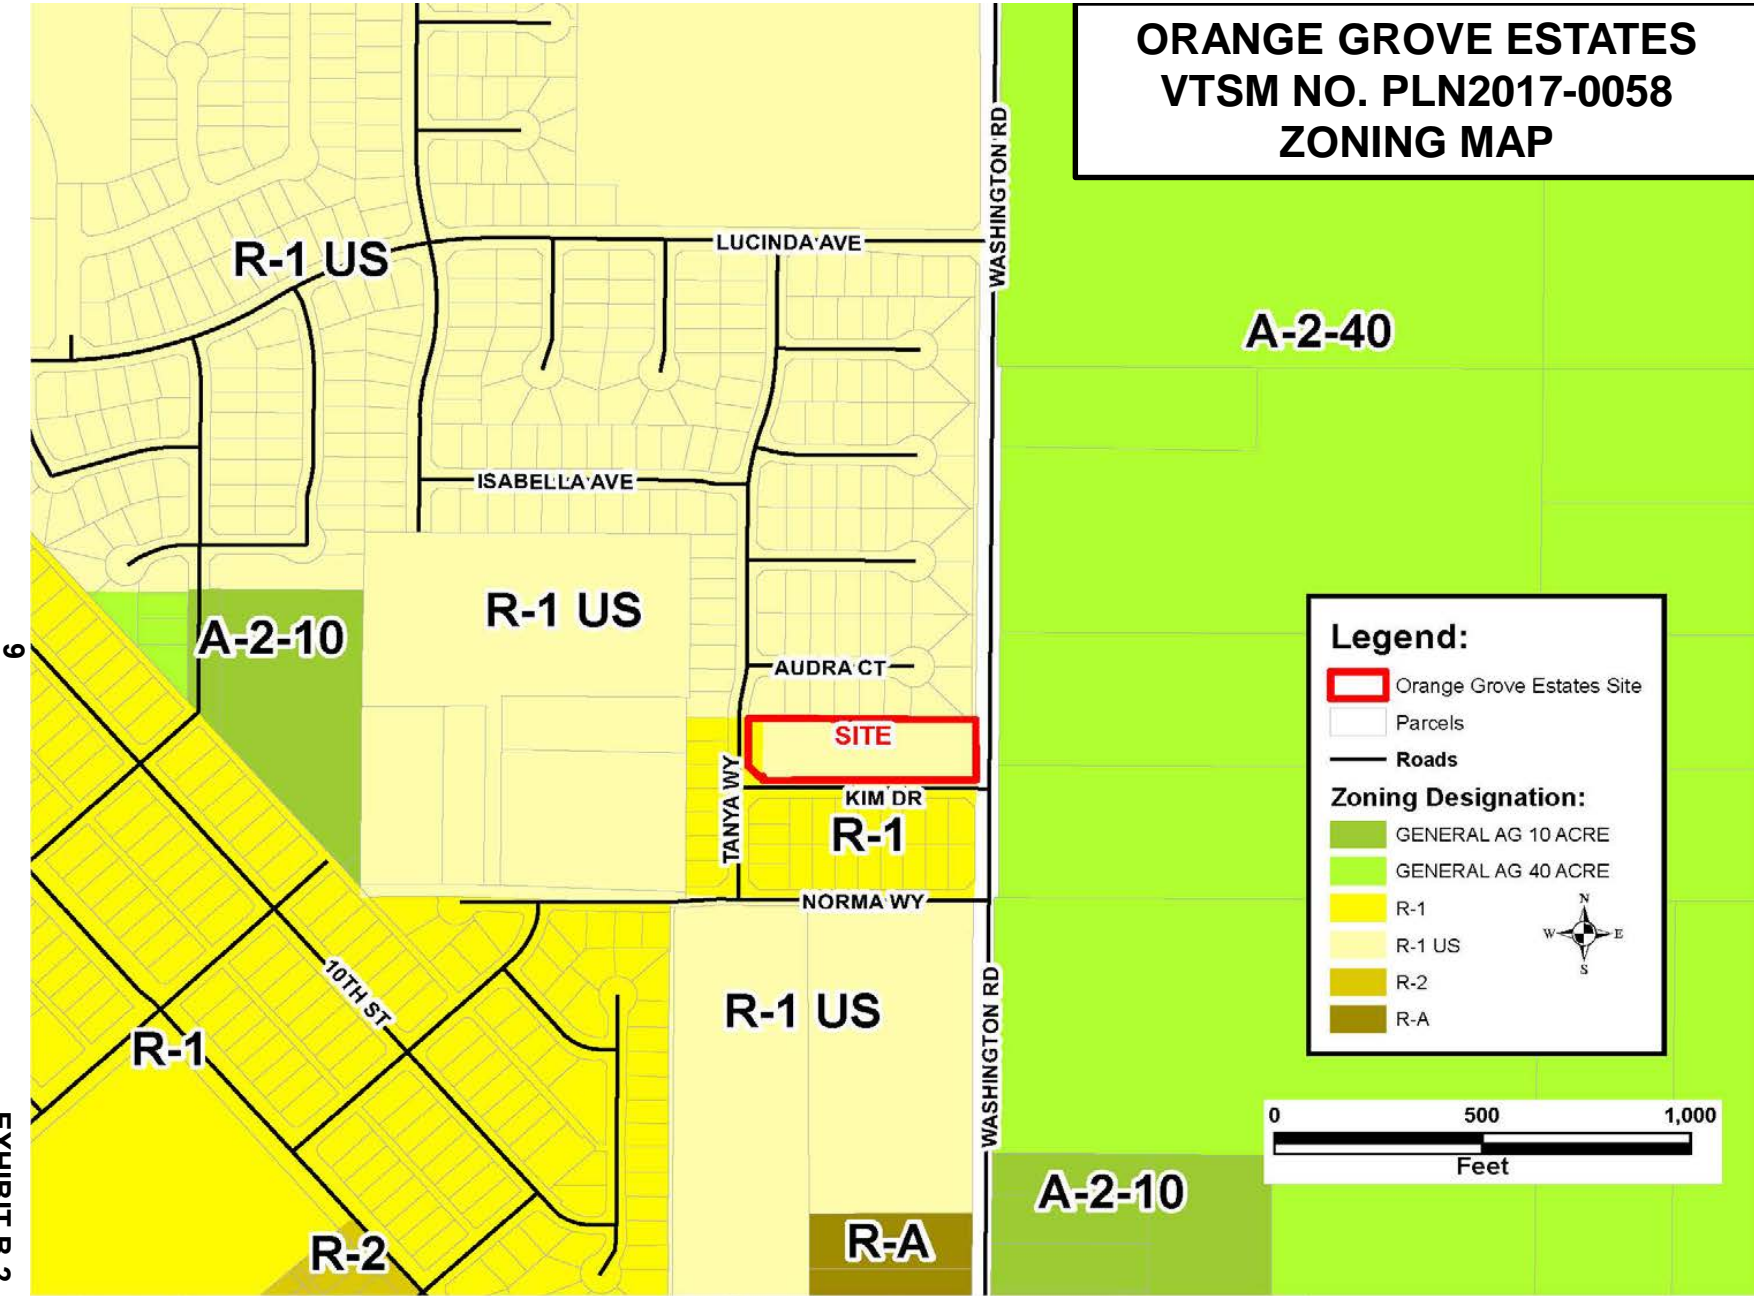 ORANGE GROVE ESTATES
VTSM NO. PLN2017-0058
ZONING MAP
WASHINGTON RD
LUCINDA AVE
R-1 US
A-2-40
ISABELLA AVE
R-1 US
A-2-10
AUDRA CT
SITE
TANYA WY
KIM DR
R-1
NORMA WY
10TH ST
R-1 US
WASHINGTON RD
R-1
R-2
R-A
A-2-10
Legend:
Orange Grove Estates Site
Parcels
Roads
Zoning Designation:
GENERAL AG 10 ACRE
GENERAL AG 40 ACRE
R-1
R-1 US
R-2
R-A
N
W E
S
0 500 1,000
Feet
9